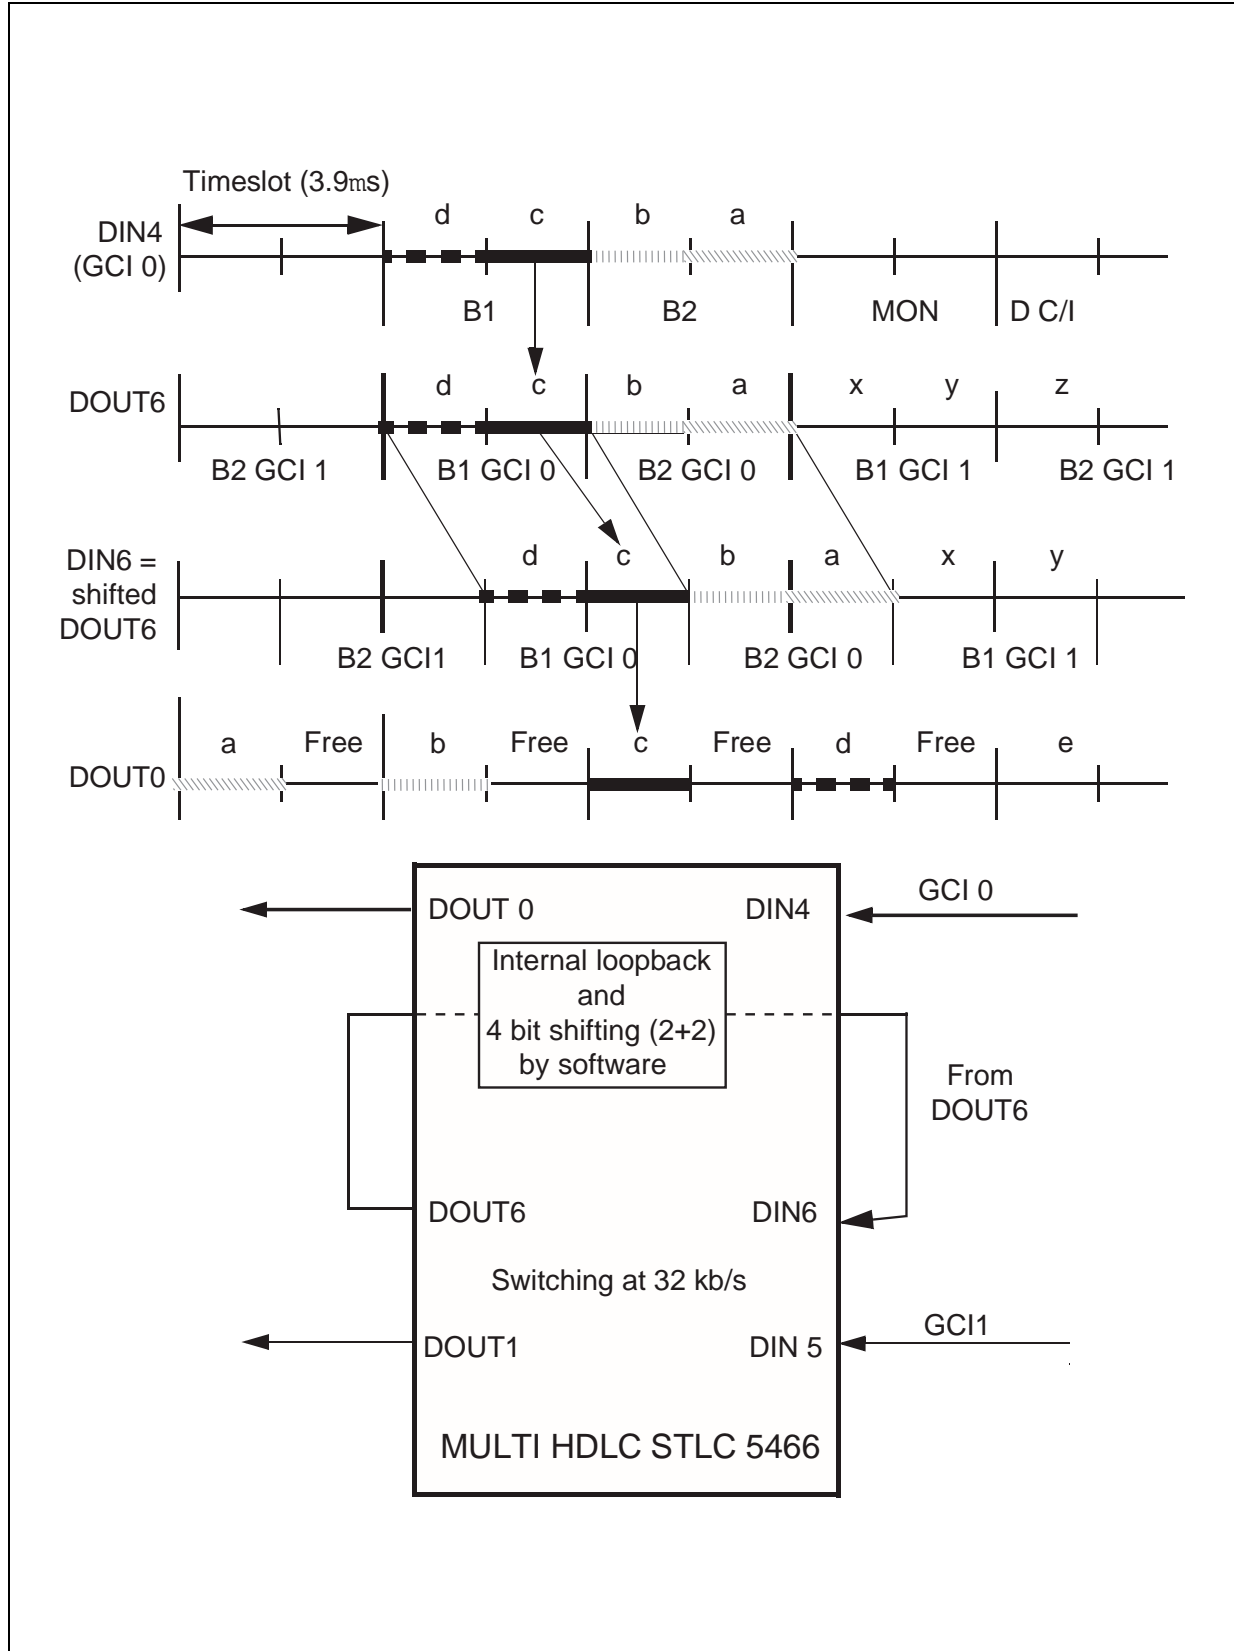 Timeslot (3.9ms)
d c b a
DIN4
(GCI 0)
B1 B2 MON D C/I
DOUT6
d c b a x y z
B2 GCI 1 B1 GCI 0 B2 GCI 0 B1 GCI 1 B2 GCI 1
DIN6 =
shifted
DOUT6
d c b a x y
B2 GCI1 B1 GCI 0 B2 GCI 0 B1 GCI 1
a Free b Free c Free d Free e
DOUT0
DOUT 0 DIN4 GCI 0
Internal loopback
and
4 bit shifting (2+2)
by software
From
DOUT6
DOUT6 DIN6
Switching at 32 kb/s
GCI1
DOUT1 DIN 5
MULTI HDLC STLC 5466